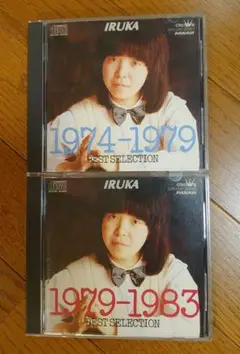 IRUKA
1974-1979
BEST SELECTION
IRUKA
1979-1983
BEST SELECTION